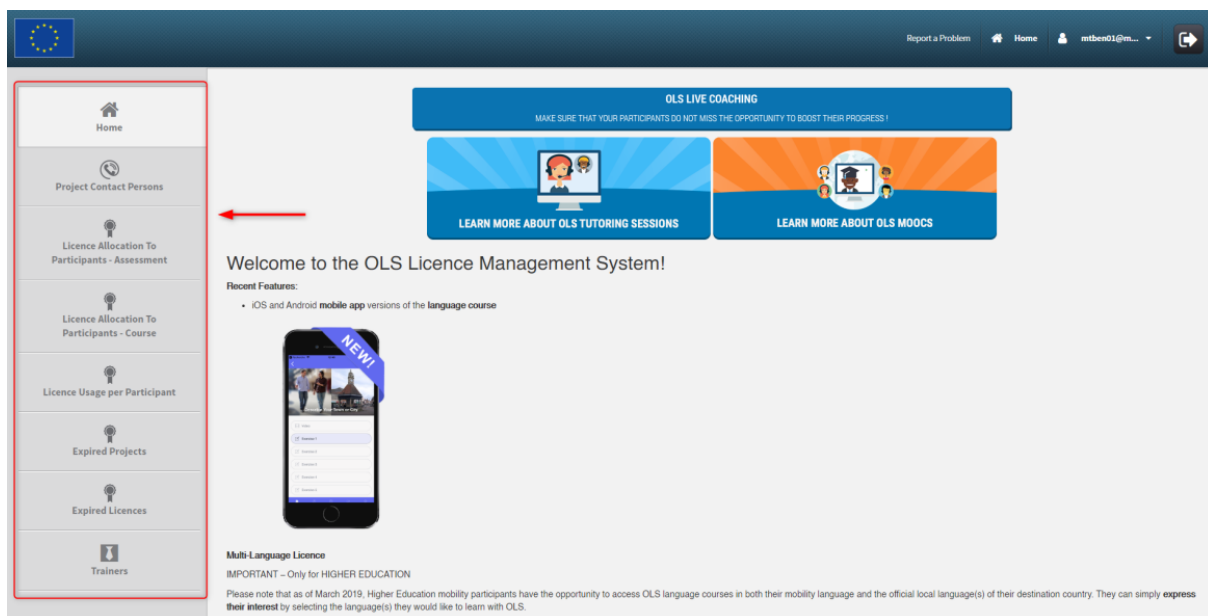 Report a Problem
Home
mtben01@m...
Home
Project Contact Persons
Licence Allocation To
Participants - Assessment
Licence Allocation To
Participants - Course
Licence Usage per Participant
Expired Projects
Expired Licences
Trainers
OLS LIVE COACHING
MAKE SURE THAT YOUR PARTICIPANTS DO NOT MISS THE OPPORTUNITY TO BOOST THEIR PROGRESS !
LEARN MORE ABOUT OLS TUTORING SESSIONS
LEARN MORE ABOUT OLS MOOCS
Welcome to the OLS Licence Management System!
Recent Features:
• iOS and Android mobile app versions of the language course
NEW!
Multi-Language Licence
IMPORTANT – Only for HIGHER EDUCATION
Please note that as of March 2019, Higher Education mobility participants have the opportunity to access OLS language courses in both their mobility language and the official local language(s) of their destination country. They can simply express
their interest by selecting the language(s) they would like to learn with OLS.